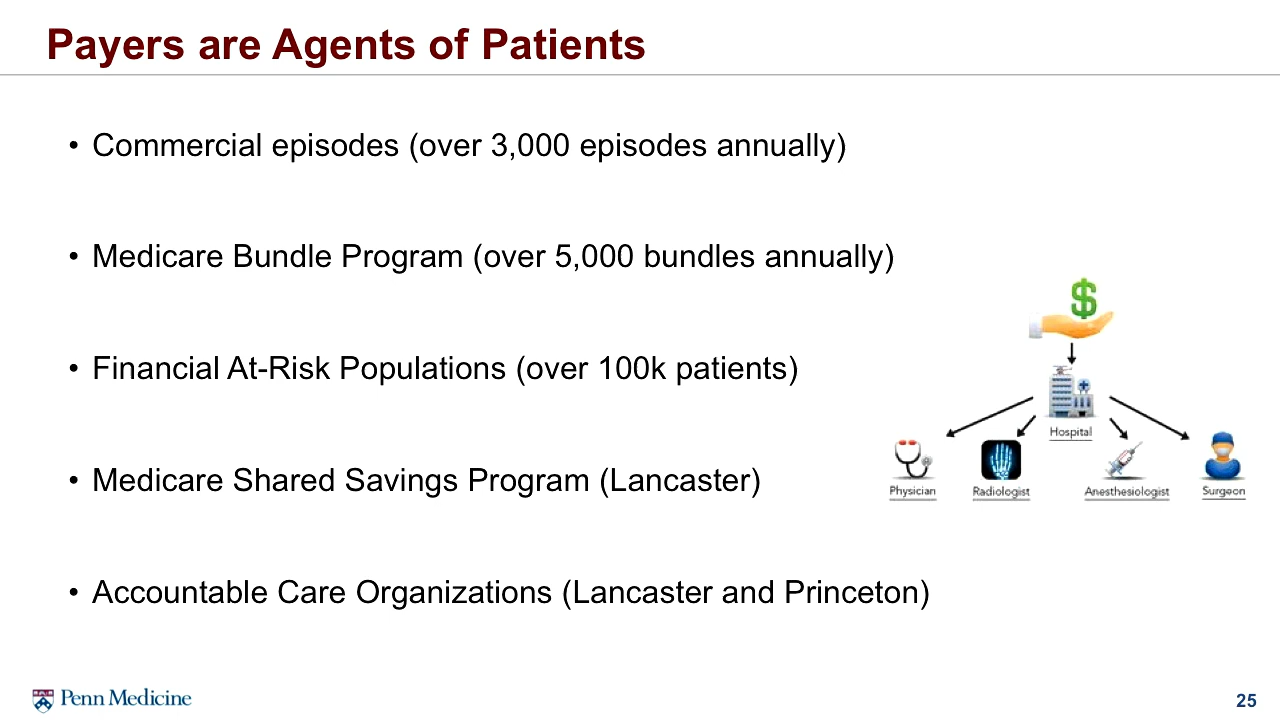 Payers are Agents of Patients
• Commercial episodes (over 3,000 episodes annually)
• Medicare Bundle Program (over 5,000 bundles annually)
• Financial At-Risk Populations (over 100k patients)
• Medicare Shared Savings Program (Lancaster)
• Accountable Care Organizations (Lancaster and Princeton)
$
Hospital
Physician Radiologist Anesthesiologist Surgeon
Penn Medicine
25